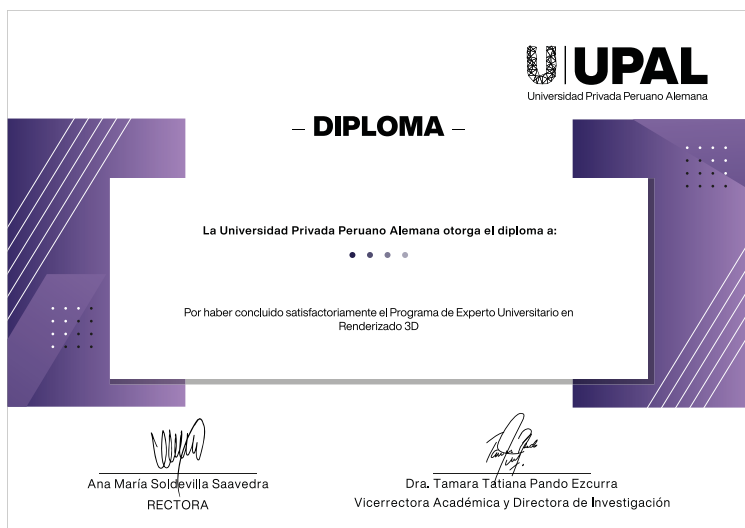 UPAL
Universidad Privada Peruano Alemana
– DIPLOMA –
La Universidad Privada Peruano Alemana otorga el diploma a:
Por haber concluido satisfactoriamente el Programa de Experto Universitario en
Renderizado 3D
Ana María Soldevilla Saavedra
RECTORA
Dra. Tamara Tatiana Pando Ezcurra
Vicerrectora Académica y Directora de Investigación